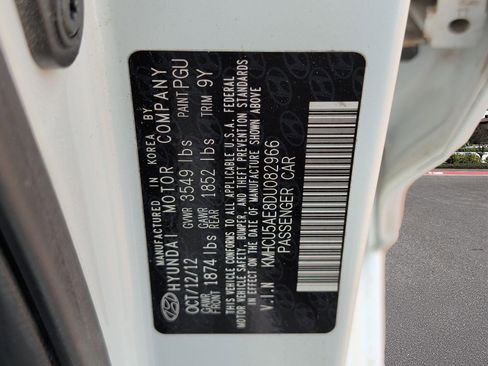 MANUFACTURED IN KOREA BY
HYUNDAI MOTOR COMPANY
OCT/12/12 GVWR 3549 lbs PAINT PGU
GAWR FRONT 1874 lbs GAWR REAR 1852 lbs TRIM 9Y
THIS VEHICLE CONFORMS TO ALL APPLICABLE U.S.A. FEDERAL
MOTOR VEHICLE SAFETY, BUMPER, AND THEFT PREVENTION STANDARDS
IN EFFECT ON THE DATE OF MANUFACTURE SHOWN ABOVE.
V.I.N KMHCU5AE8DU082966
PASSENGER CAR